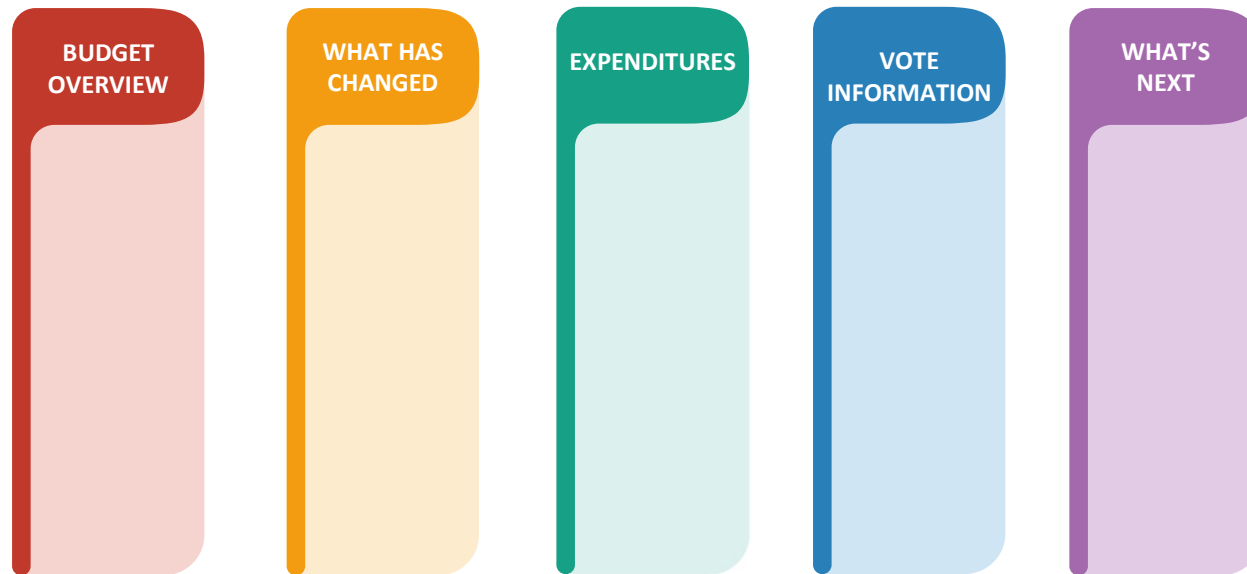 BUDGET
OVERVIEW
WHAT HAS
CHANGED
EXPENDITURES
VOTE
INFORMATION
WHAT’S
NEXT